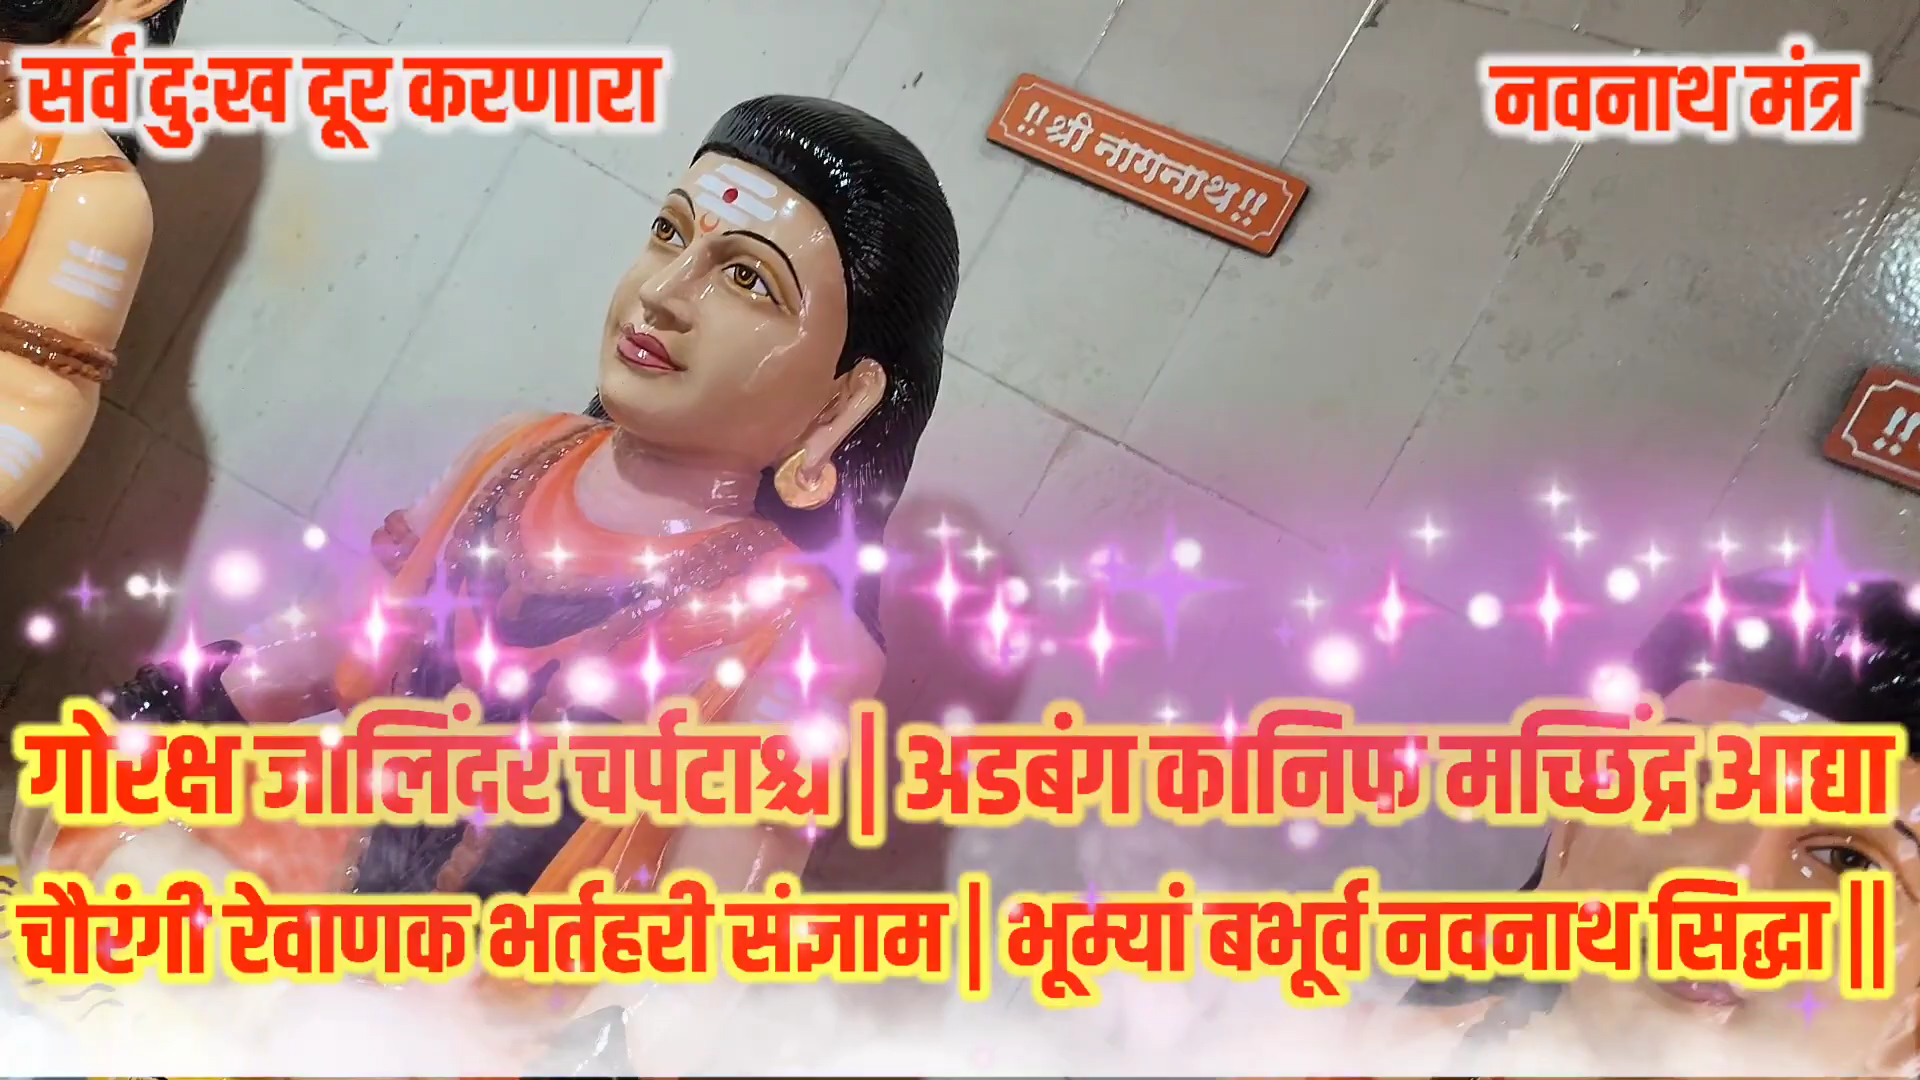 सर्व दु:ख दूर करणारा
नवनाथ मंत्र
!! श्री नागनाथ !!
!!
गोरक्ष जालिंदर चर्पटाश्च | अडबंग कानिफ मच्छिंद्र आद्या
चौरंगी रेवाणक भर्तहरी संज्ञाम | भूम्यां बभूर्व नवनाथ सिद्धा ||